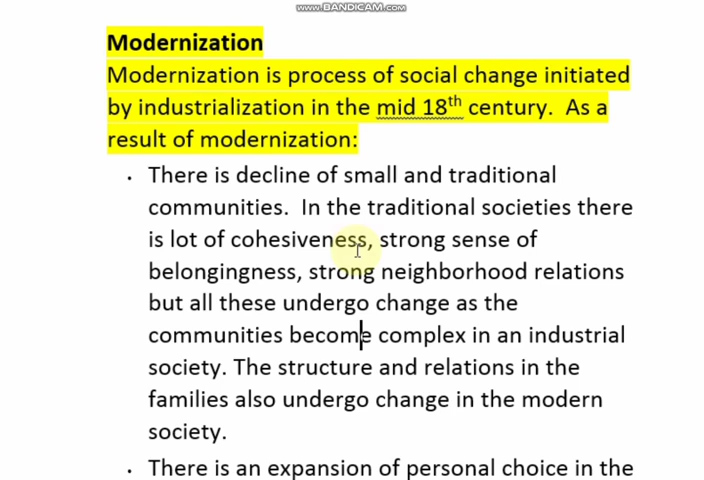 www.BANDICAM.com
Modernization
Modernization is process of social change initiated
by industrialization in the mid 18th century.  As a
result of modernization:
• There is decline of small and traditional
communities.  In the traditional societies there
is lot of cohesiveness, strong sense of
belongingness, strong neighborhood relations
but all these undergo change as the
communities become complex in an industrial
society. The structure and relations in the
families also undergo change in the modern
society.
• There is an expansion of personal choice in the